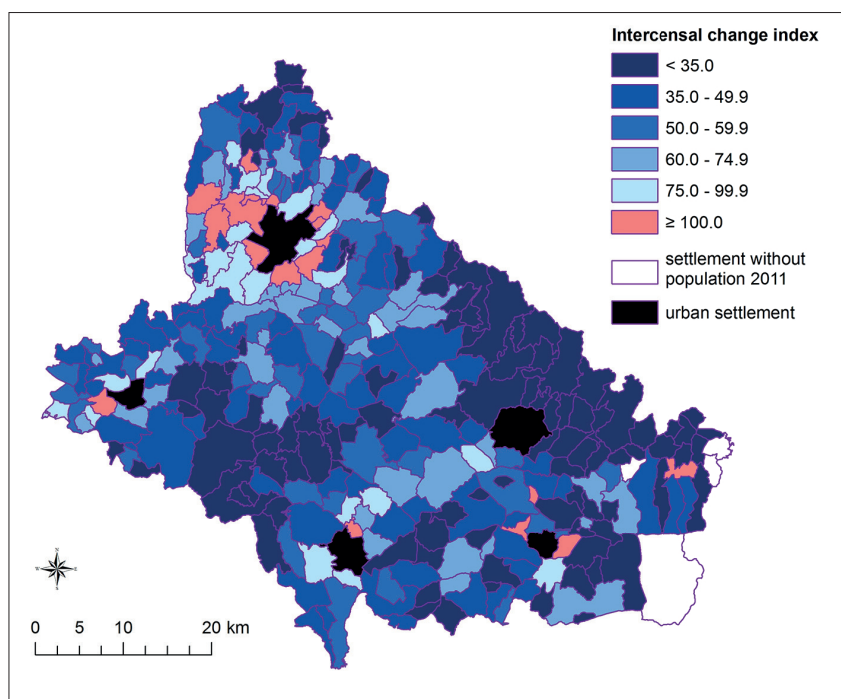 Intercensal change index
< 35.0
35.0 - 49.9
50.0 - 59.9
60.0 - 74.9
75.0 - 99.9
≥ 100.0
settlement without
population 2011
urban settlement
N
W E
S
0 5 10 20 km